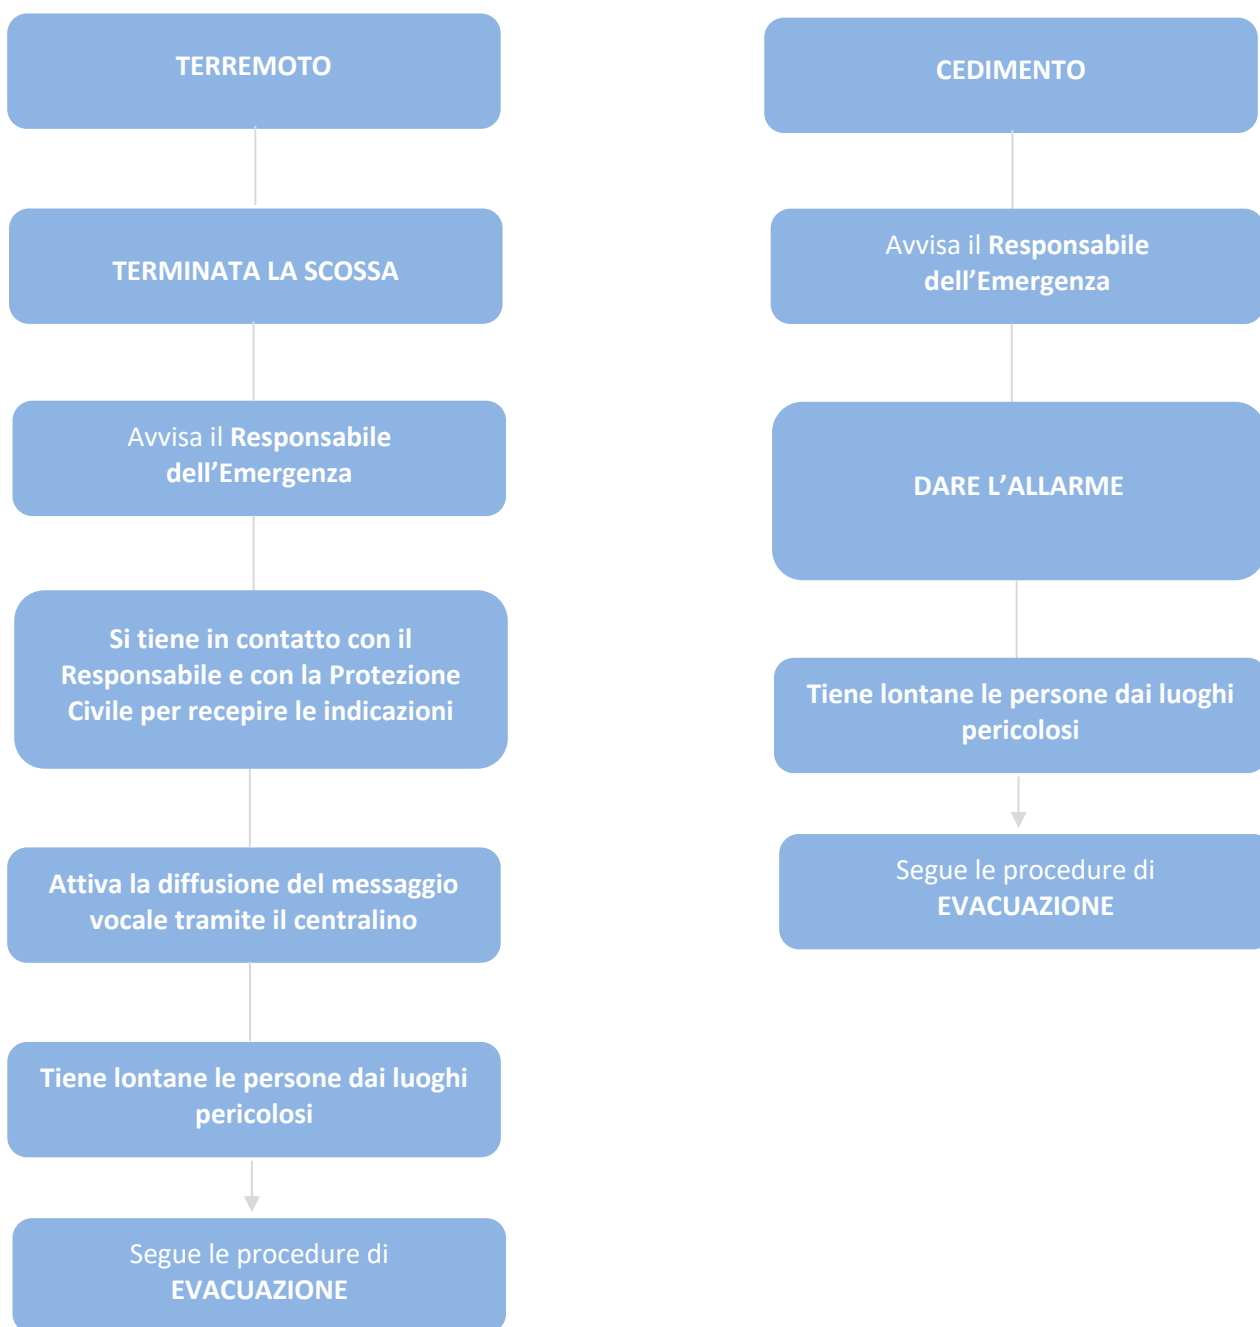 TERREMOTO
TERMINATA LA SCOSSA
Avvisa il Responsabile
dell’Emergenza
Si tiene in contatto con il
Responsabile e con la Protezione
Civile per recepire le indicazioni
Attiva la diffusione del messaggio
vocale tramite il centralino
Tiene lontane le persone dai luoghi
pericolosi
Segue le procedure di
EVACUAZIONE
CEDIMENTO
Avvisa il Responsabile
dell’Emergenza
DARE L’ALLARME
Tiene lontane le persone dai luoghi
pericolosi
Segue le procedure di
EVACUAZIONE